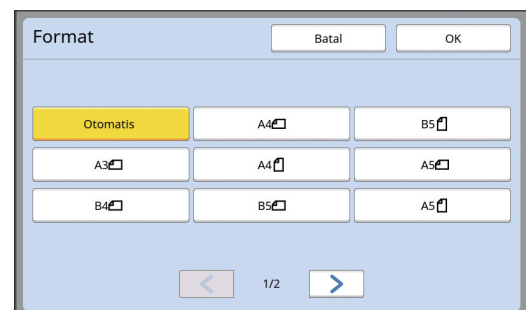 Format Batal OK
Otomatis A4 B5
A3 A4 A5
B4 B5 A5
1/2